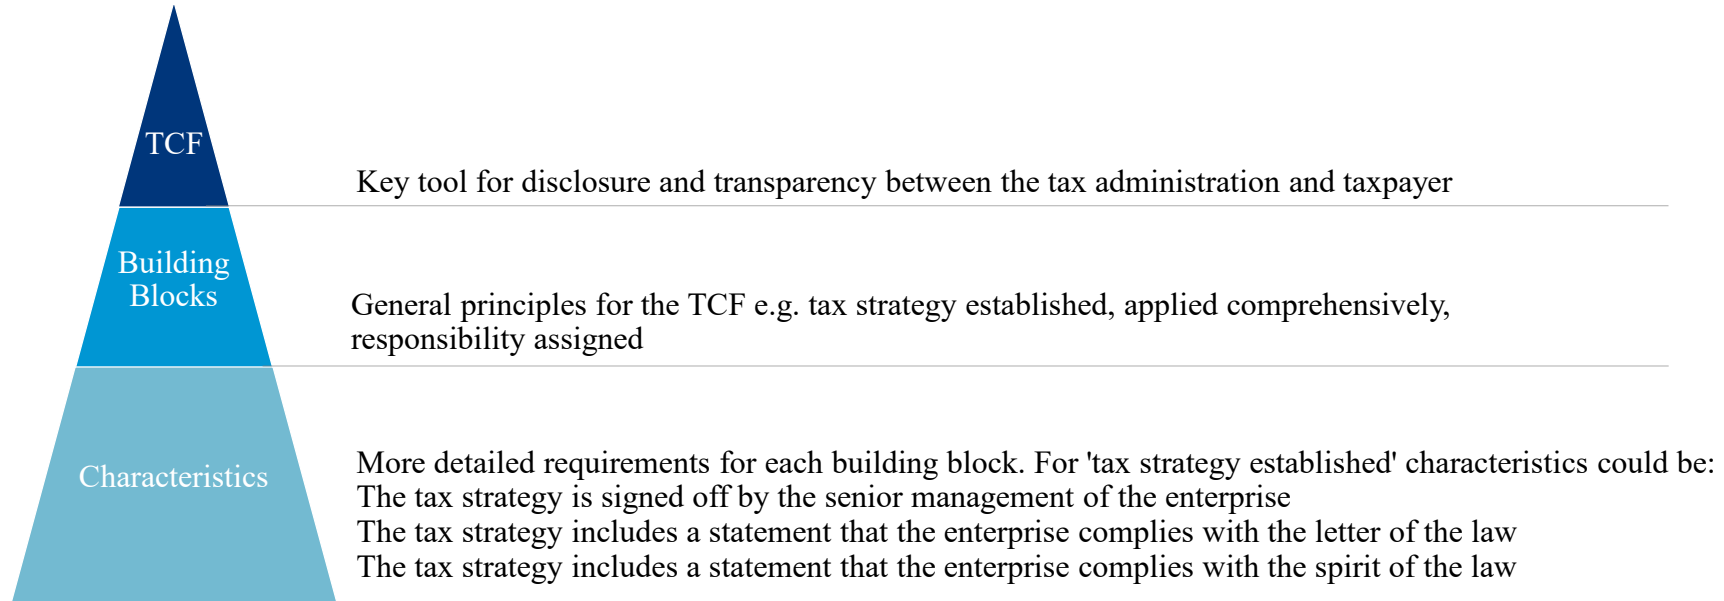 TCF
Key tool for disclosure and transparency between the tax administration and taxpayer
Building
Blocks
General principles for the TCF e.g. tax strategy established, applied comprehensively,
responsibility assigned
Characteristics
More detailed requirements for each building block. For 'tax strategy established' characteristics could be:
The tax strategy is signed off by the senior management of the enterprise
The tax strategy includes a statement that the enterprise complies with the letter of the law
The tax strategy includes a statement that the enterprise complies with the spirit of the law